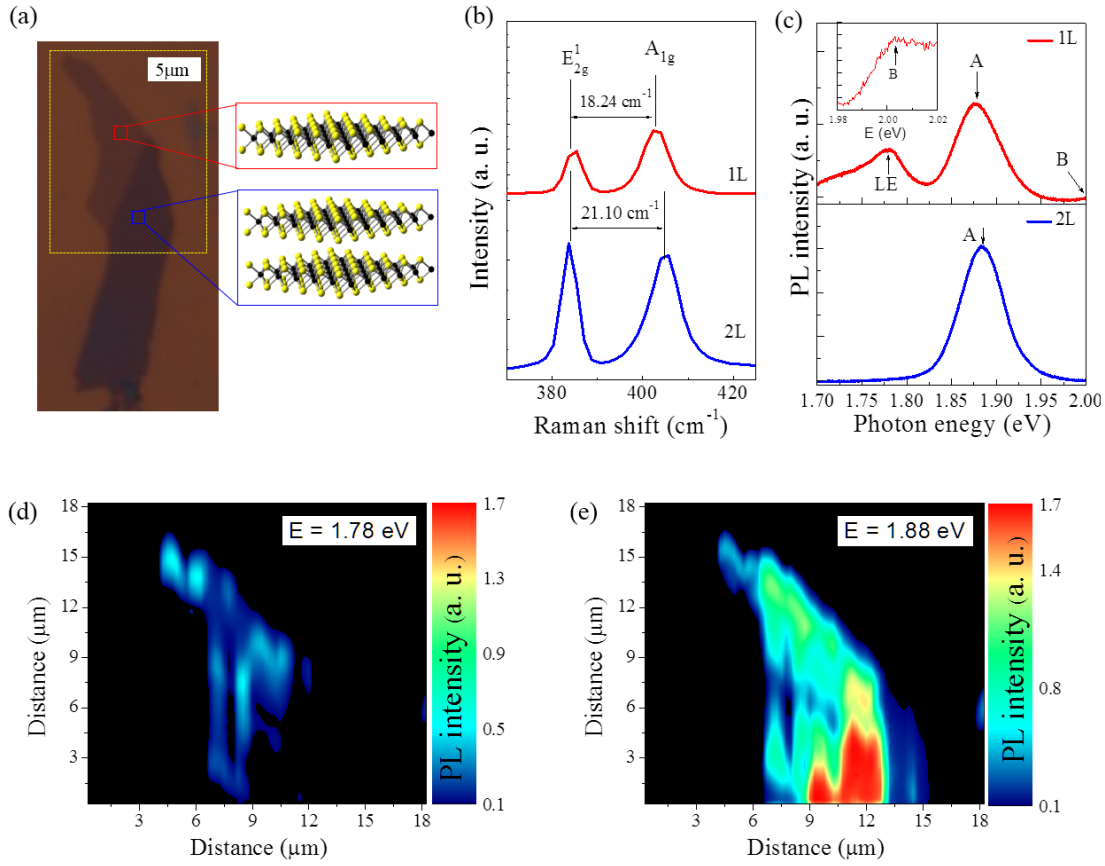 (a)
5μm
(b)
E¹₂g
A₁g
18.24 cm⁻¹
1L
21.10 cm⁻¹
2L
Intensity (a. u.)
380 400 420
Raman shift (cm⁻¹)
(c)
1L
B
1.98 2.00 2.02
E (eV)
A
LE
B
2L
A
PL intensity (a. u.)
1.70 1.75 1.80 1.85 1.90 1.95 2.00
Photon enegy (eV)
(d)
E = 1.78 eV
18
15
12
9
6
3
Distance (μm)
3 6 9 12 15 18
Distance (μm)
1.7
1.3
0.9
0.5
0.1
PL intensity (a. u.)
(e)
E = 1.88 eV
18
15
12
9
6
3
Distance (μm)
3 6 9 12 15 18
Distance (μm)
1.7
1.4
0.8
0.1
PL intensity (a. u.)